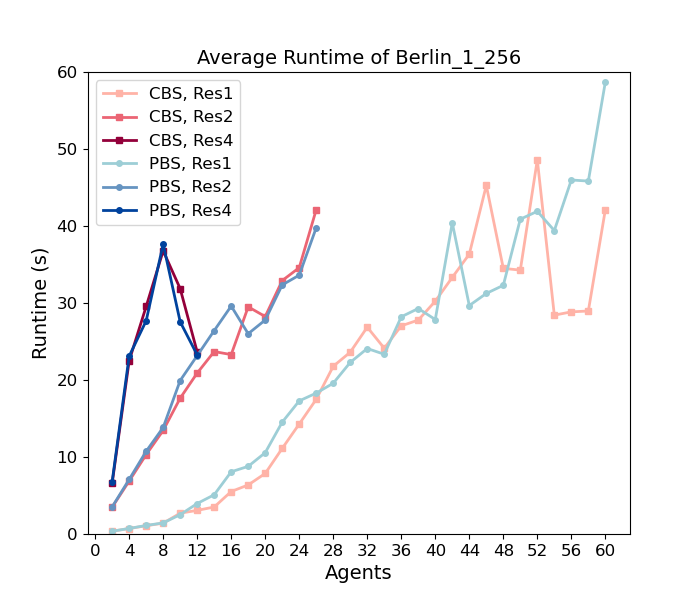 Average Runtime of Berlin_1_256
CBS, Res1
CBS, Res2
CBS, Res4
PBS, Res1
PBS, Res2
PBS, Res4
Runtime (s)
60
50
40
30
20
10
0
0 4 8 12 16 20 24 28 32 36 40 44 48 52 56 60
Agents